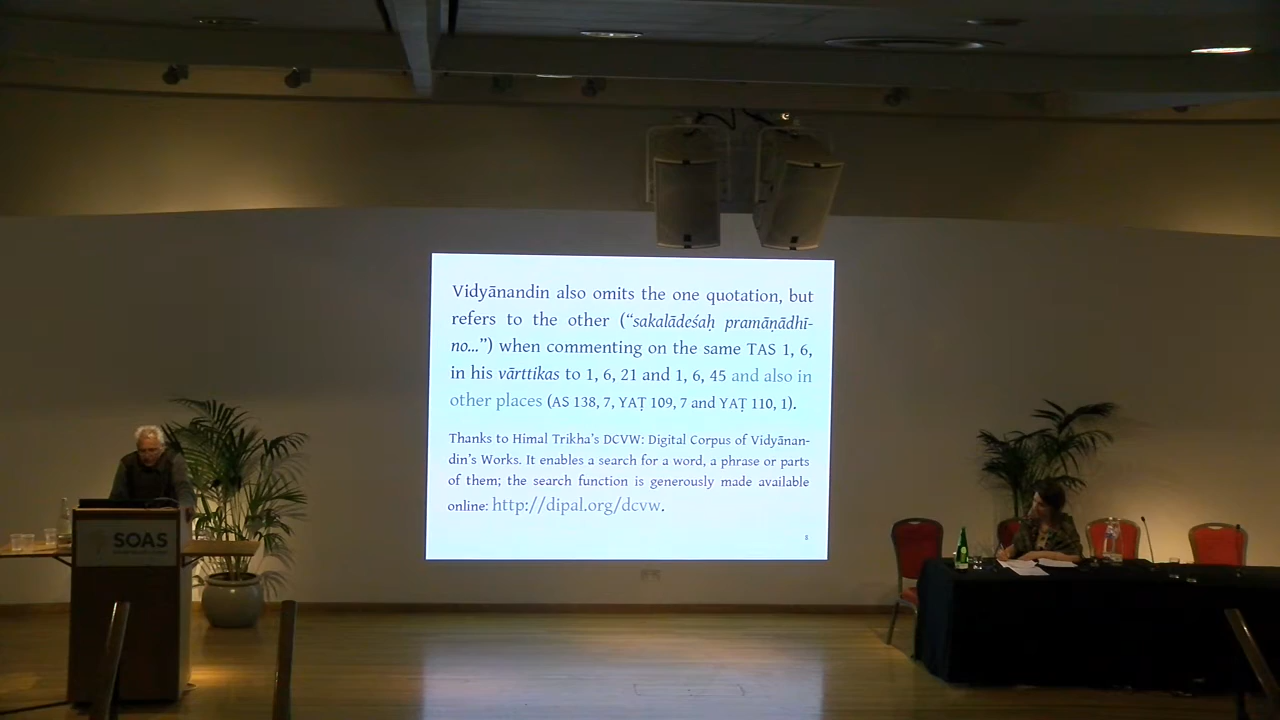 Vidyānandin also omits the one quotation, but
refers to the other (“sakalādeśaḥ pramāṇādhī-
no...”) when commenting on the same TAS 1, 6,
in his vārttikas to 1, 6, 21 and 1, 6, 45 and also in
other places (AS 138, 7, YAṬ 109, 7 and YAṬ 110, 1).
Thanks to Himal Trikha’s DCVW: Digital Corpus of Vidyānan-
din’s Works. It enables a search for a word, a phrase or parts
of them; the search function is generously made available
online: http://dipal.org/dcvw.
8
SOAS